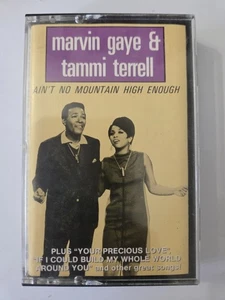 marvin gaye &
tammi terrell
AIN'T NO MOUNTAIN HIGH ENOUGH
PLUS "YOUR PRECIOUS LOVE",
"IF I COULD BUILD MY WHOLE WORLD
AROUND YOU" and other great songs!